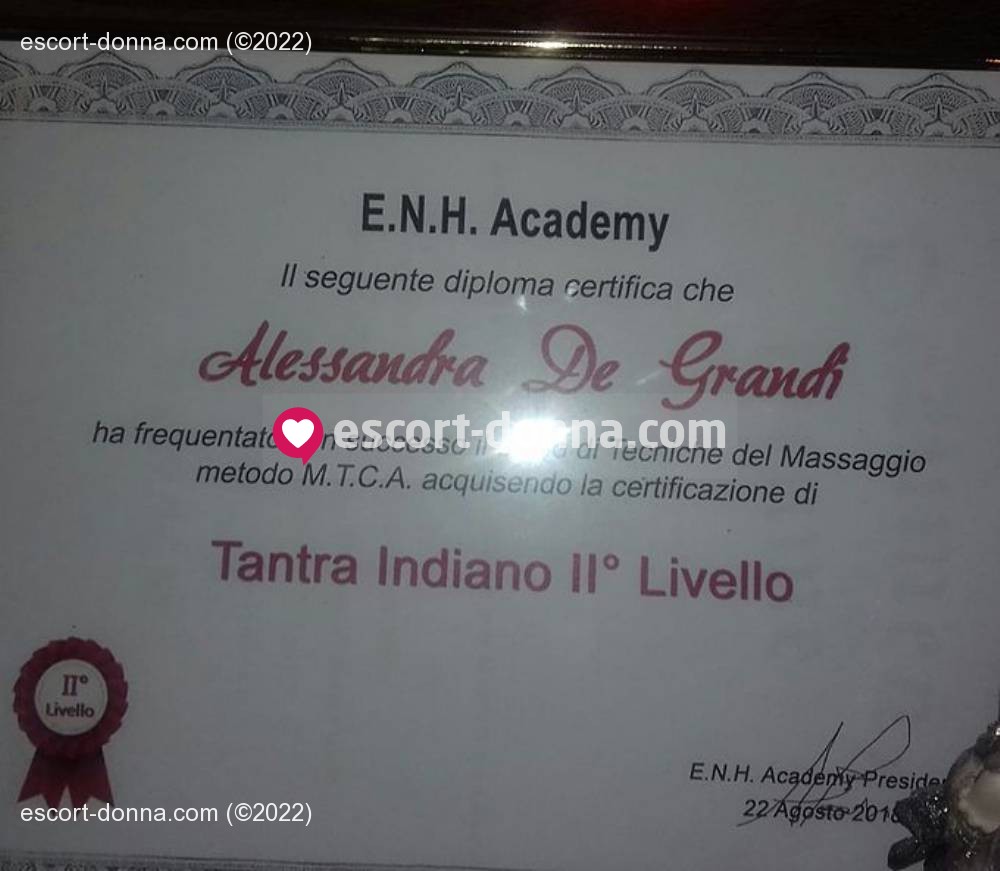 escort-donna.com (©2022)
E.N.H. Academy
Il seguente diploma certifica che
Alessandra De Grandi
escort-donna.com
ha frequentato successo di Tecniche del Massaggio
metodo M.T.C.A. acquisendo la certificazione di
Tantra Indiano II° Livello
II°
Livello
E.N.H. Academy
22 Agosto
escort-donna.com (©2022)